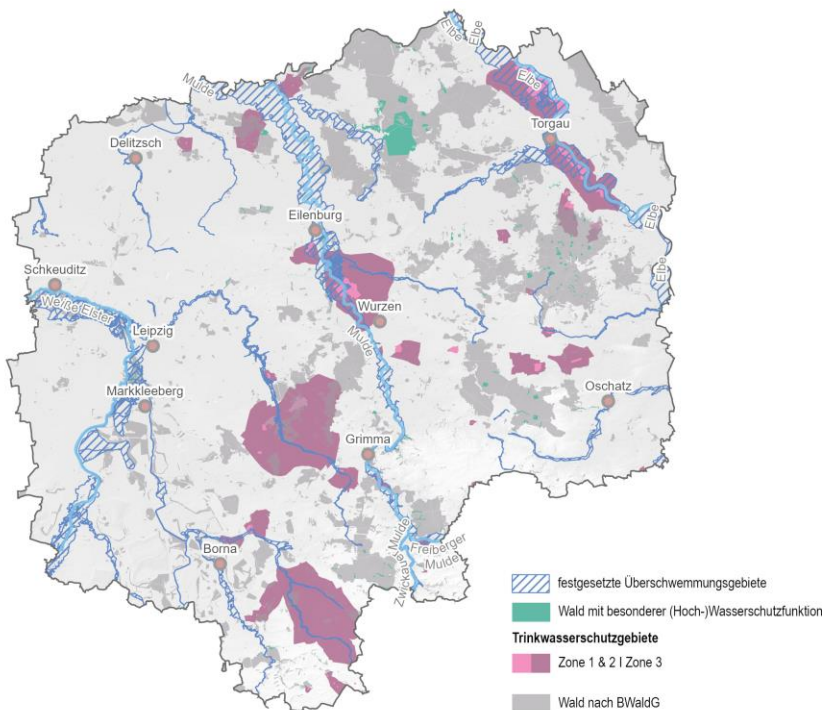 Elbe
Elbe
Elbe
Mulde
Torgau
Delitzsch
Eilenburg
Elbe
Elbe
Schkeuditz
Weiße Elster
Wurzen
Leipzig
Mulde
Markkleeberg
Oschatz
Grimma
Zwickauer Mulde
Freiberger
Mulde
Borna
festgesetzte Überschwemmungsgebiete
Wald mit besonderer (Hoch-)Wasserschutzfunktion
Trinkwasserschutzgebiete
Zone 1 & 2 I Zone 3
Wald nach BWaldG